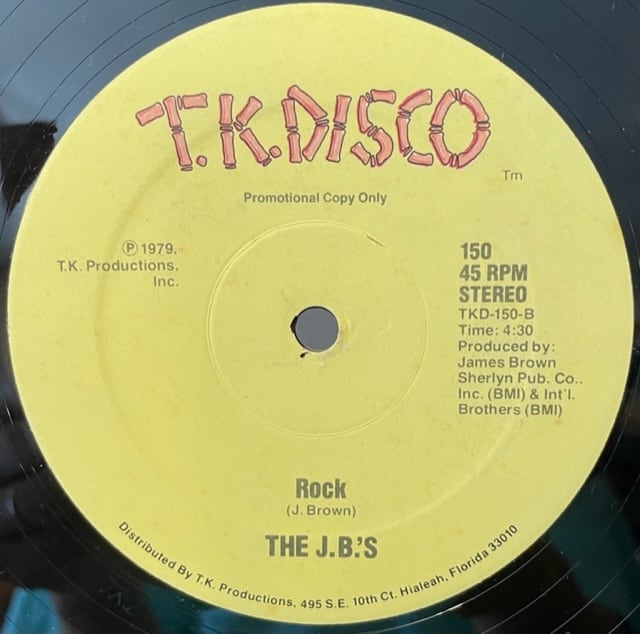 T.K.DISCO
Tm
Promotional Copy Only
℗ 1979.
T.K. Productions.
Inc.
150
45 RPM
STEREO
TKD-150-B
Time: 4:30
Produced by:
James Brown
Sherlyn Pub. Co..
Inc. (BMI) & Int'l.
Brothers (BMI)
Rock
(J. Brown)
THE J.B.'S
Distributed By T.K. Productions, 495 S.E. 10th Ct. Hialeah, Florida 33010